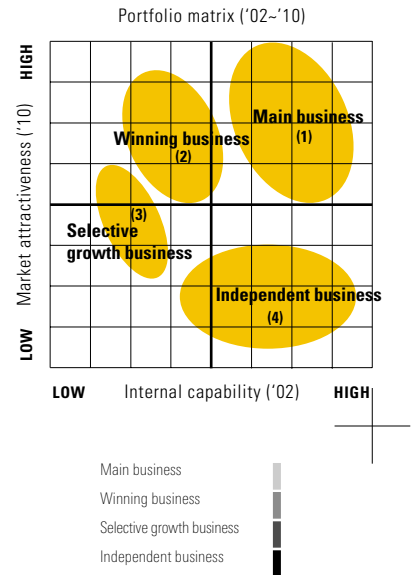 Portfolio matrix (‘02~’10)
HIGH
Market attractiveness (‘10)
LOW
Main business
(1)
Winning business
(2)
(3)
Selective
growth business
Independent business
(4)
LOW
Internal capability (‘02)
HIGH
Main business
Winning business
Selective growth business
Independent business